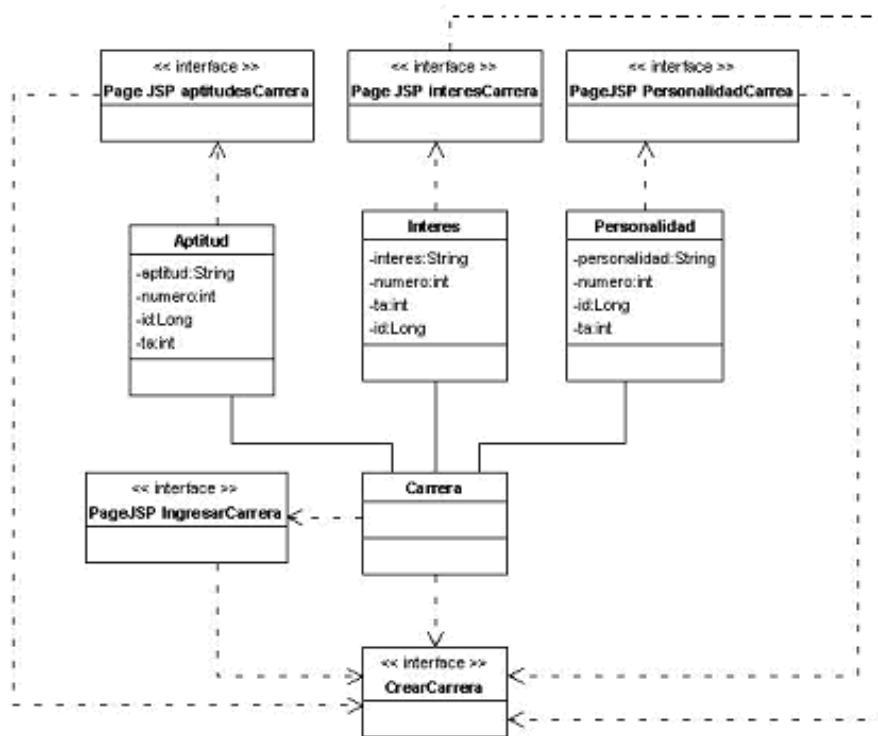 << interface >>
Page JSP aptitudesCarrera
<< interface >>
Page JSP interesCarrera
<< interface >>
PageJSP PersonalidadCarrea
Aptitud
-aptitud:String
-numero:int
-id:Long
-ta:int
Interes
-interes:String
-numero:int
-ta:int
-id:Long
Personalidad
-personalidad:String
-numero:int
-id:Long
-ta:int
<< interface >>
PageJSP IngresarCarrera
Carrera
<< interface >>
CrearCarrera